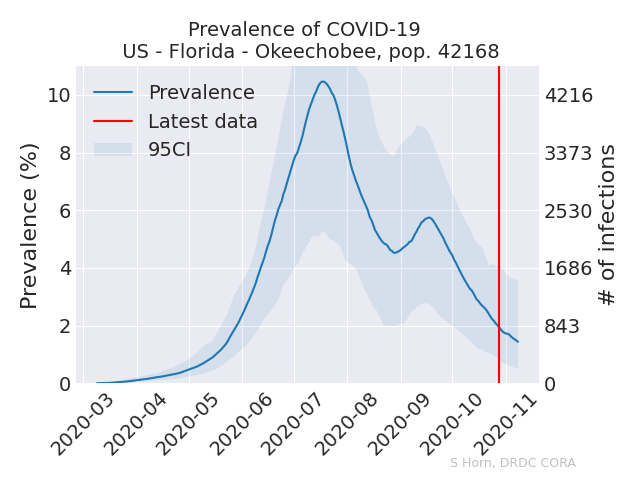 Prevalence of COVID-19
US - Florida - Okeechobee, pop. 42168
Prevalence
Latest data
95CI
Prevalence (%)
10
8
6
4
2
0
4216
3373
2530
1686
843
0
# of infections
2020-03
2020-04
2020-05
2020-06
2020-07
2020-08
2020-09
2020-10
2020-11
S Horn, DRDC CORA